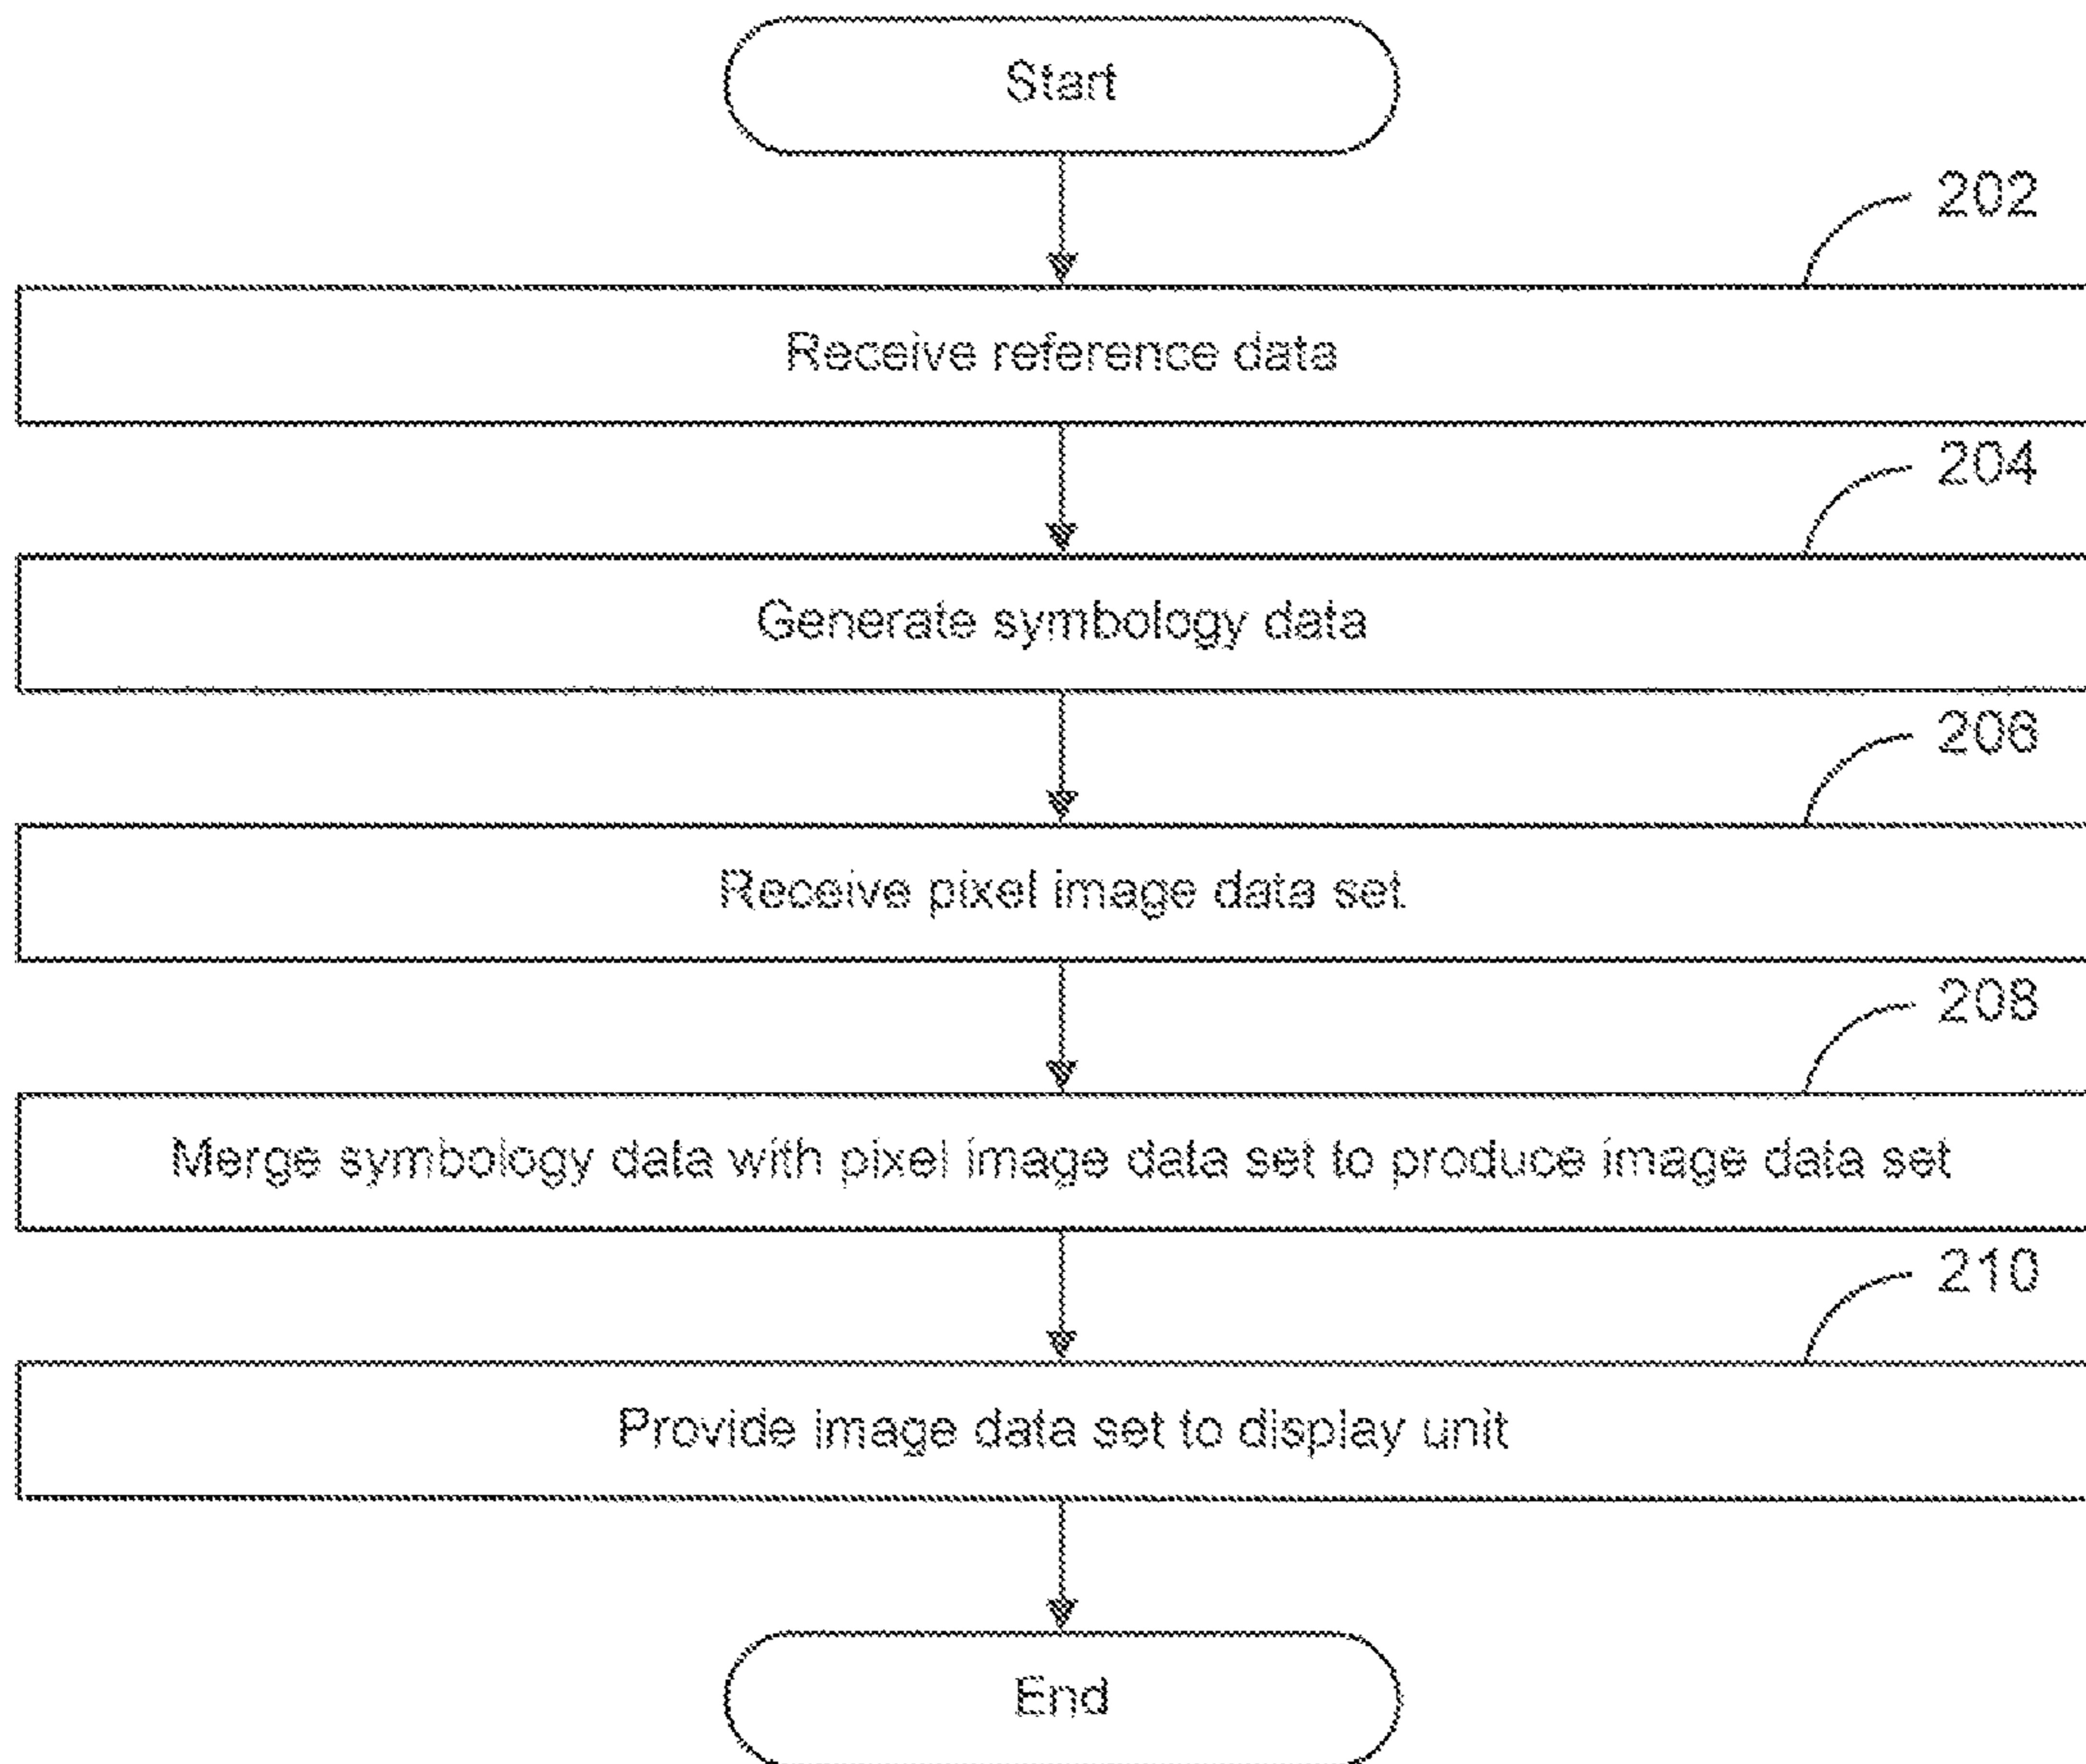 Start
202
Receive reference data
204
Generate symbology data
206
Receive pixel image data set
208
Merge symbology data with pixel image data set to produce image data set
210
Provide image data set to display unit
End